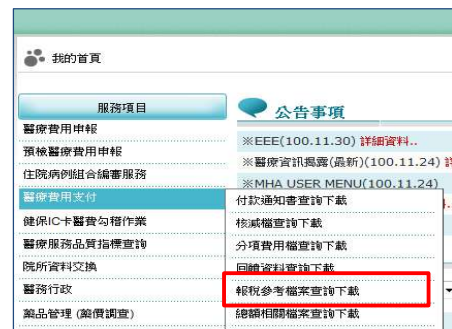 我的首頁
服務項目
醫療費用申報
預檢醫療費用申報
住院病例組合編審服務
醫療費用支付
健保IC卡醫費勾稽作業
醫療服務品質指標查詢
院所資料交換
醫務行政
藥品管理 (藥價調查)
公告事項
※EEE(100.11.30) 詳細資料..
※醫療資訊揭露(最新)(100.11.24)
※MHA USER MENU(100.11.24)
付款通知書查詢下載
核減檔查詢下載
分項費用檔查詢下載
回饋資料查詢下載
報稅參考檔案查詢下載
總額相關檔案查詢下載